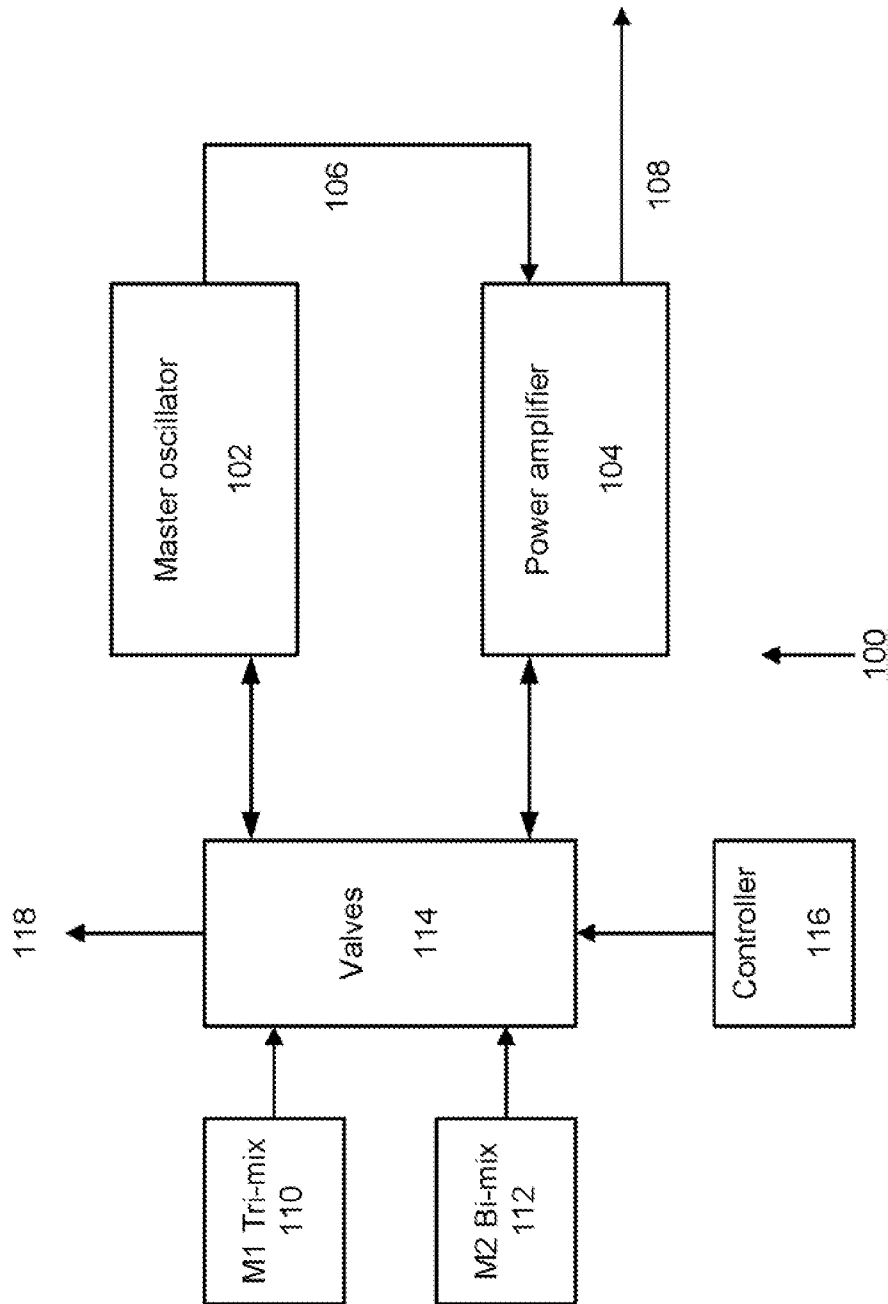 118
M1 Tri-mix
110
M2 Bi-mix
112
Valves
114
Controller
116
Master oscillator
102
Power amplifier
104
106
108
100